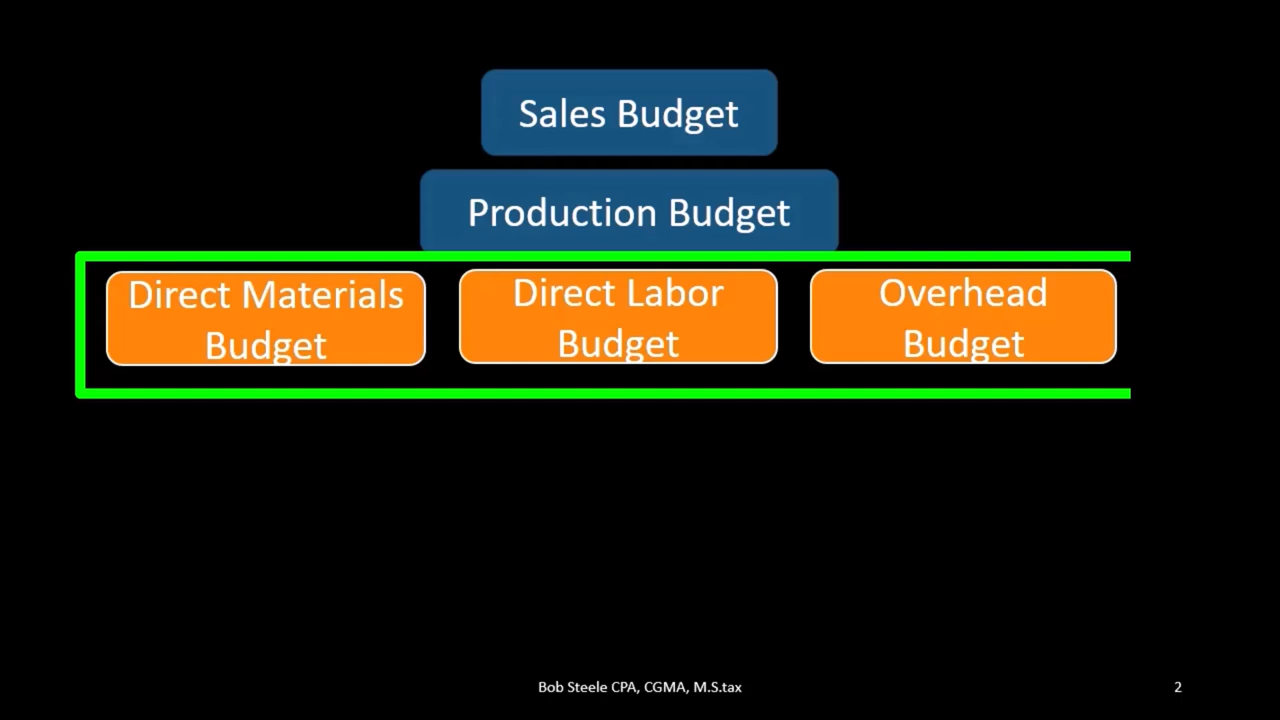 Sales Budget
Production Budget
Direct Materials
Budget
Direct Labor
Budget
Overhead
Budget
Bob Steele CPA, CGMA, M.S.tax
2